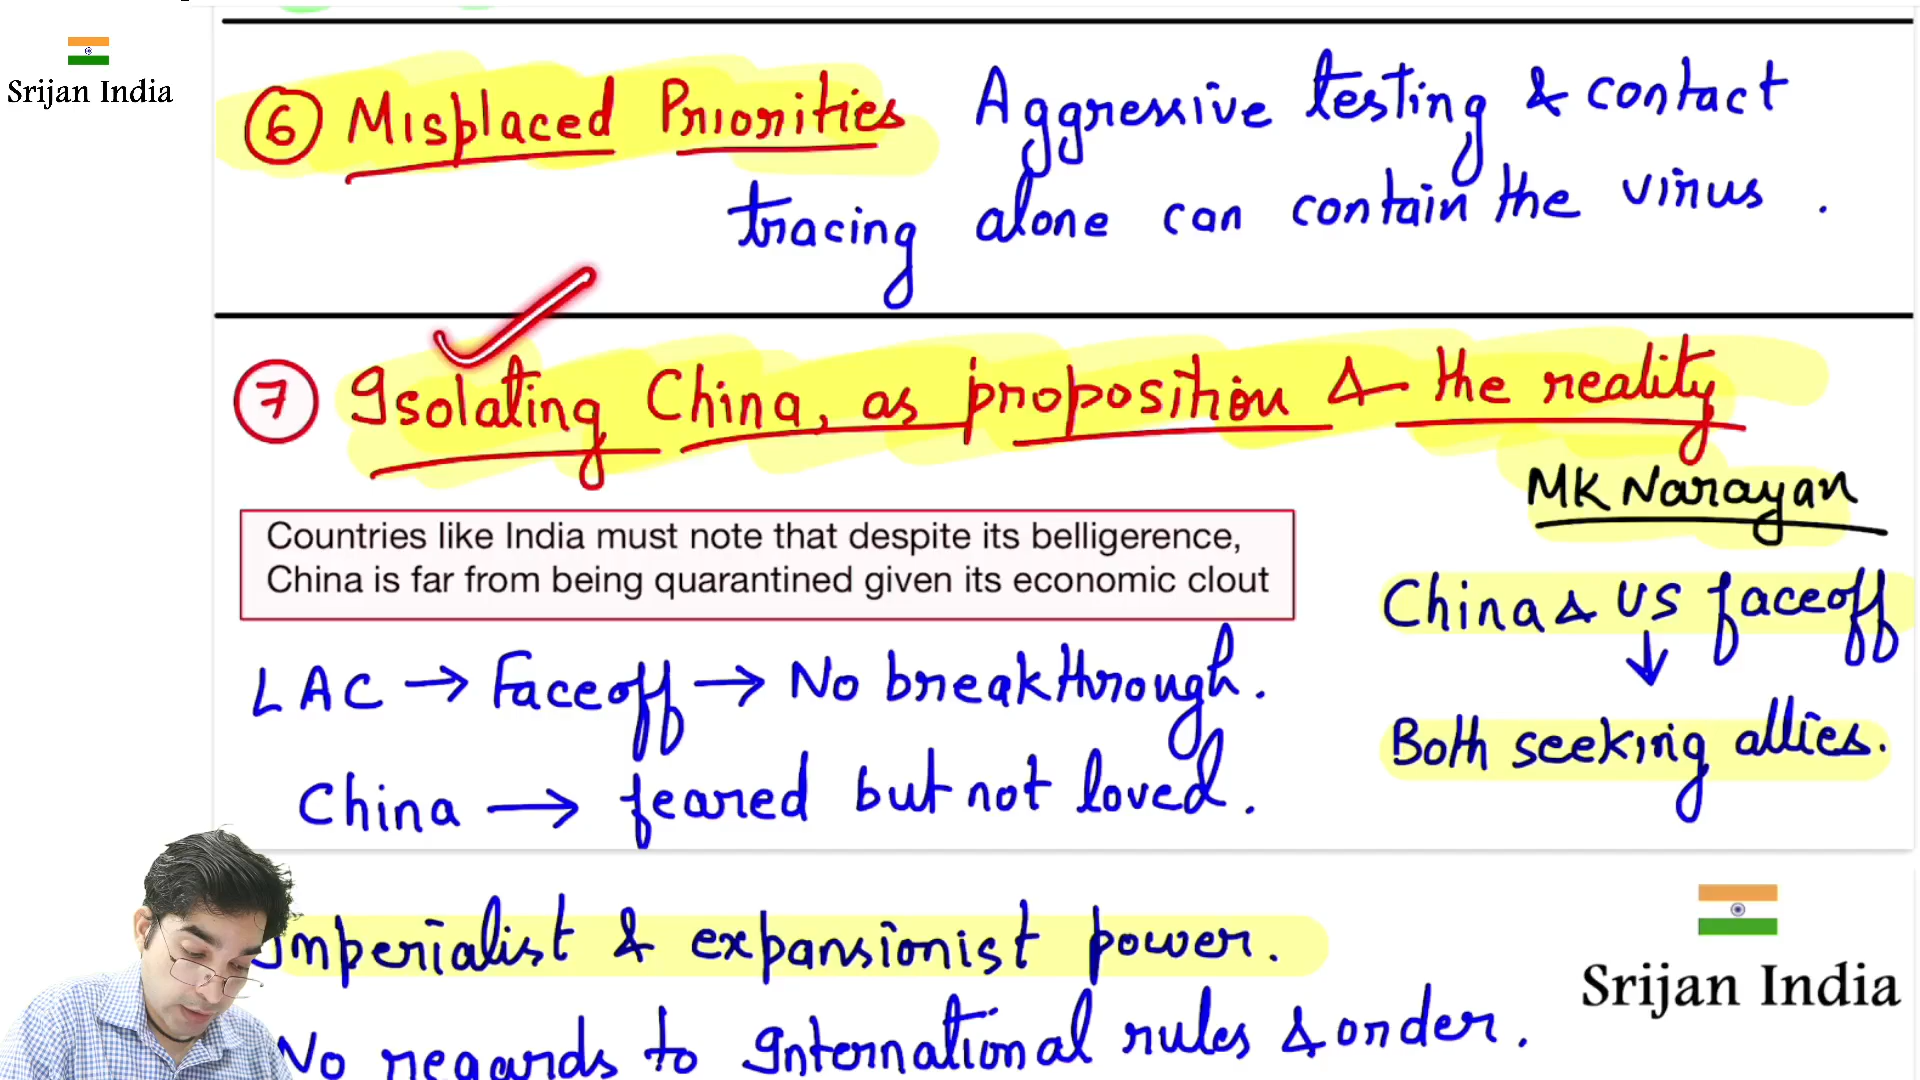 Srijan India
6 Misplaced Priorities Aggressive testing & contact
tracing alone can contain the virus.
7 Isolating China, as proposition & the reality
MK Narayan
Countries like India must note that despite its belligerence,
China is far from being quarantined given its economic clout
China & US faceoff
↓
LAC → Faceoff → No breakthrough.
Both seeking allies.
China → feared but not loved.
Imperialist & expansionist power.
Srijan India
No regards to International rules & order.